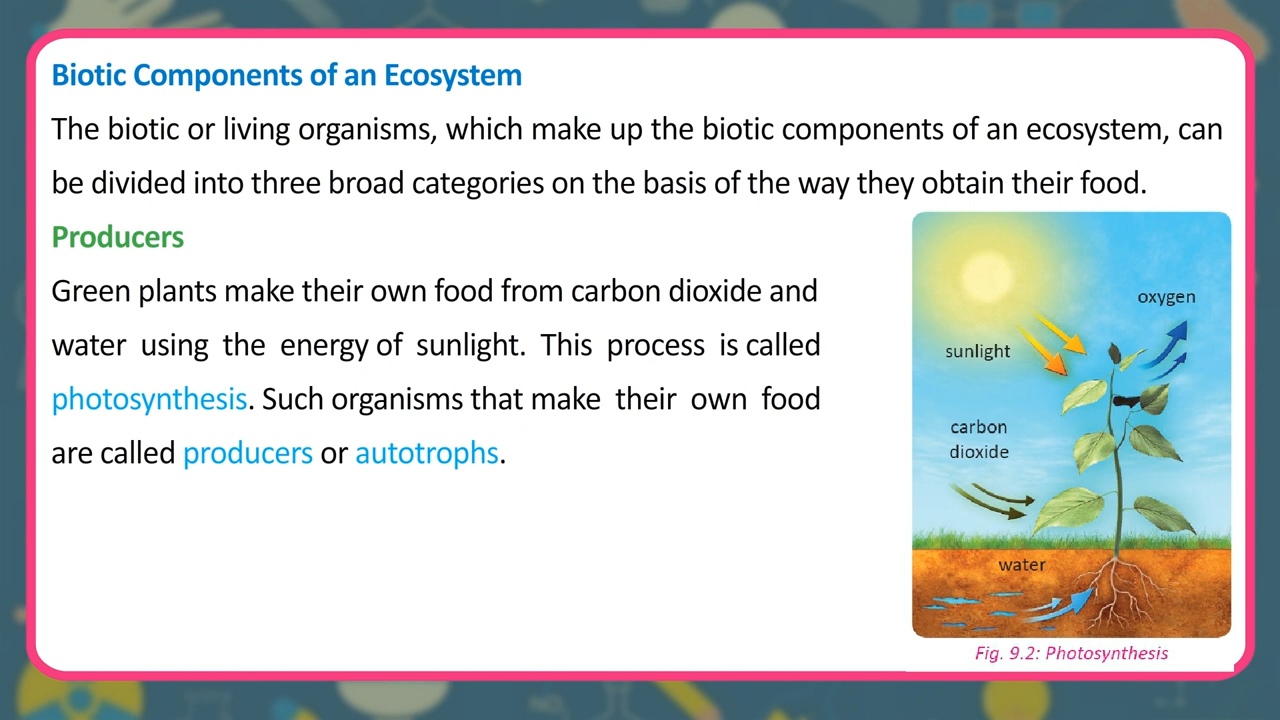 Biotic Components of an Ecosystem
The biotic or living organisms, which make up the biotic components of an ecosystem, can
be divided into three broad categories on the basis of the way they obtain their food.
Producers
Green plants make their own food from carbon dioxide and
water using the energy of sunlight. This process is called
photosynthesis. Such organisms that make their own food
are called producers or autotrophs.
oxygen
sunlight
carbon
dioxide
water
Fig. 9.2: Photosynthesis